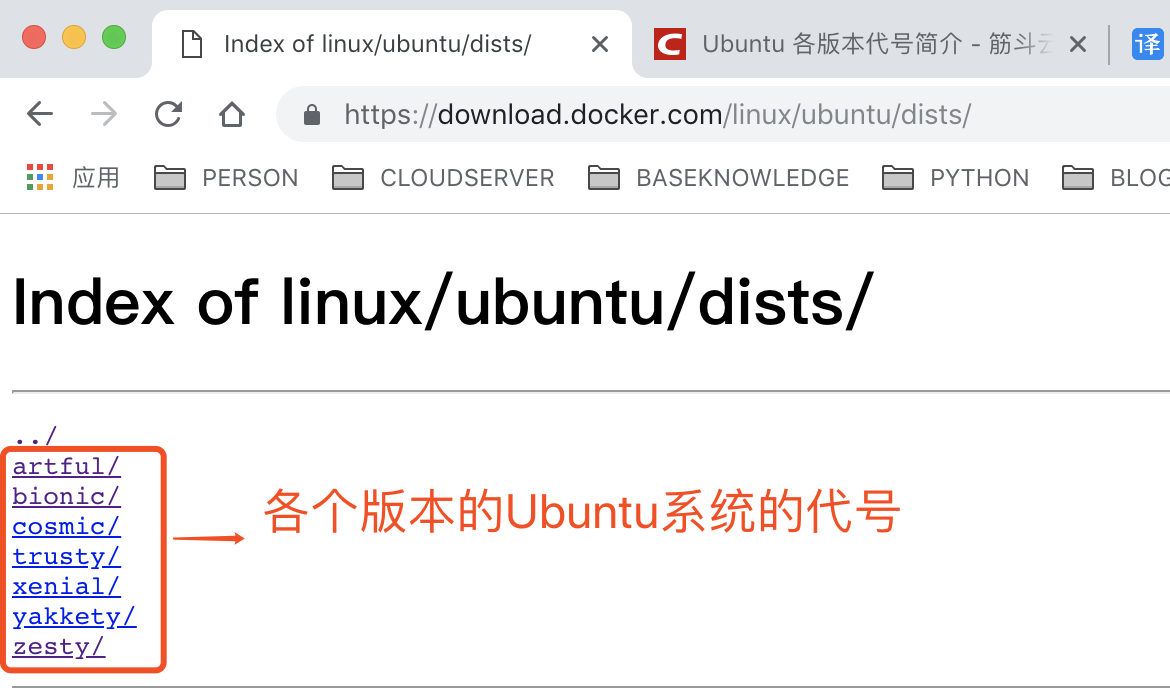 Index of linux/ubuntu/dists/
Ubuntu 各版本代号简介 - 筋斗云
译
https://download.docker.com/linux/ubuntu/dists/
应用 PERSON CLOUDSERVER BASEKNOWLEDGE PYTHON BLOG
Index of linux/ubuntu/dists/
../
artful/
bionic/
cosmic/
trusty/
xenial/
yakkety/
zesty/
各个版本的Ubuntu系统的代号